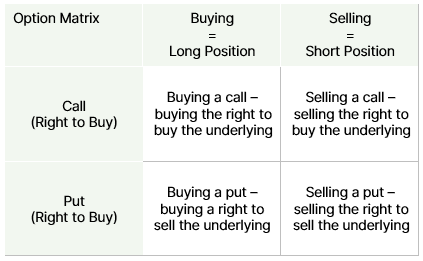 Option Matrix
Buying
=
Long Position
Selling
=
Short Position
Call
(Right to Buy)
Buying a call –
buying the right to
buy the underlying
Selling a call –
selling the right to
buy the underlying
Put
(Right to Buy)
Buying a put –
buying a right to
sell the underlying
Selling a put –
selling the right to
sell the underlying